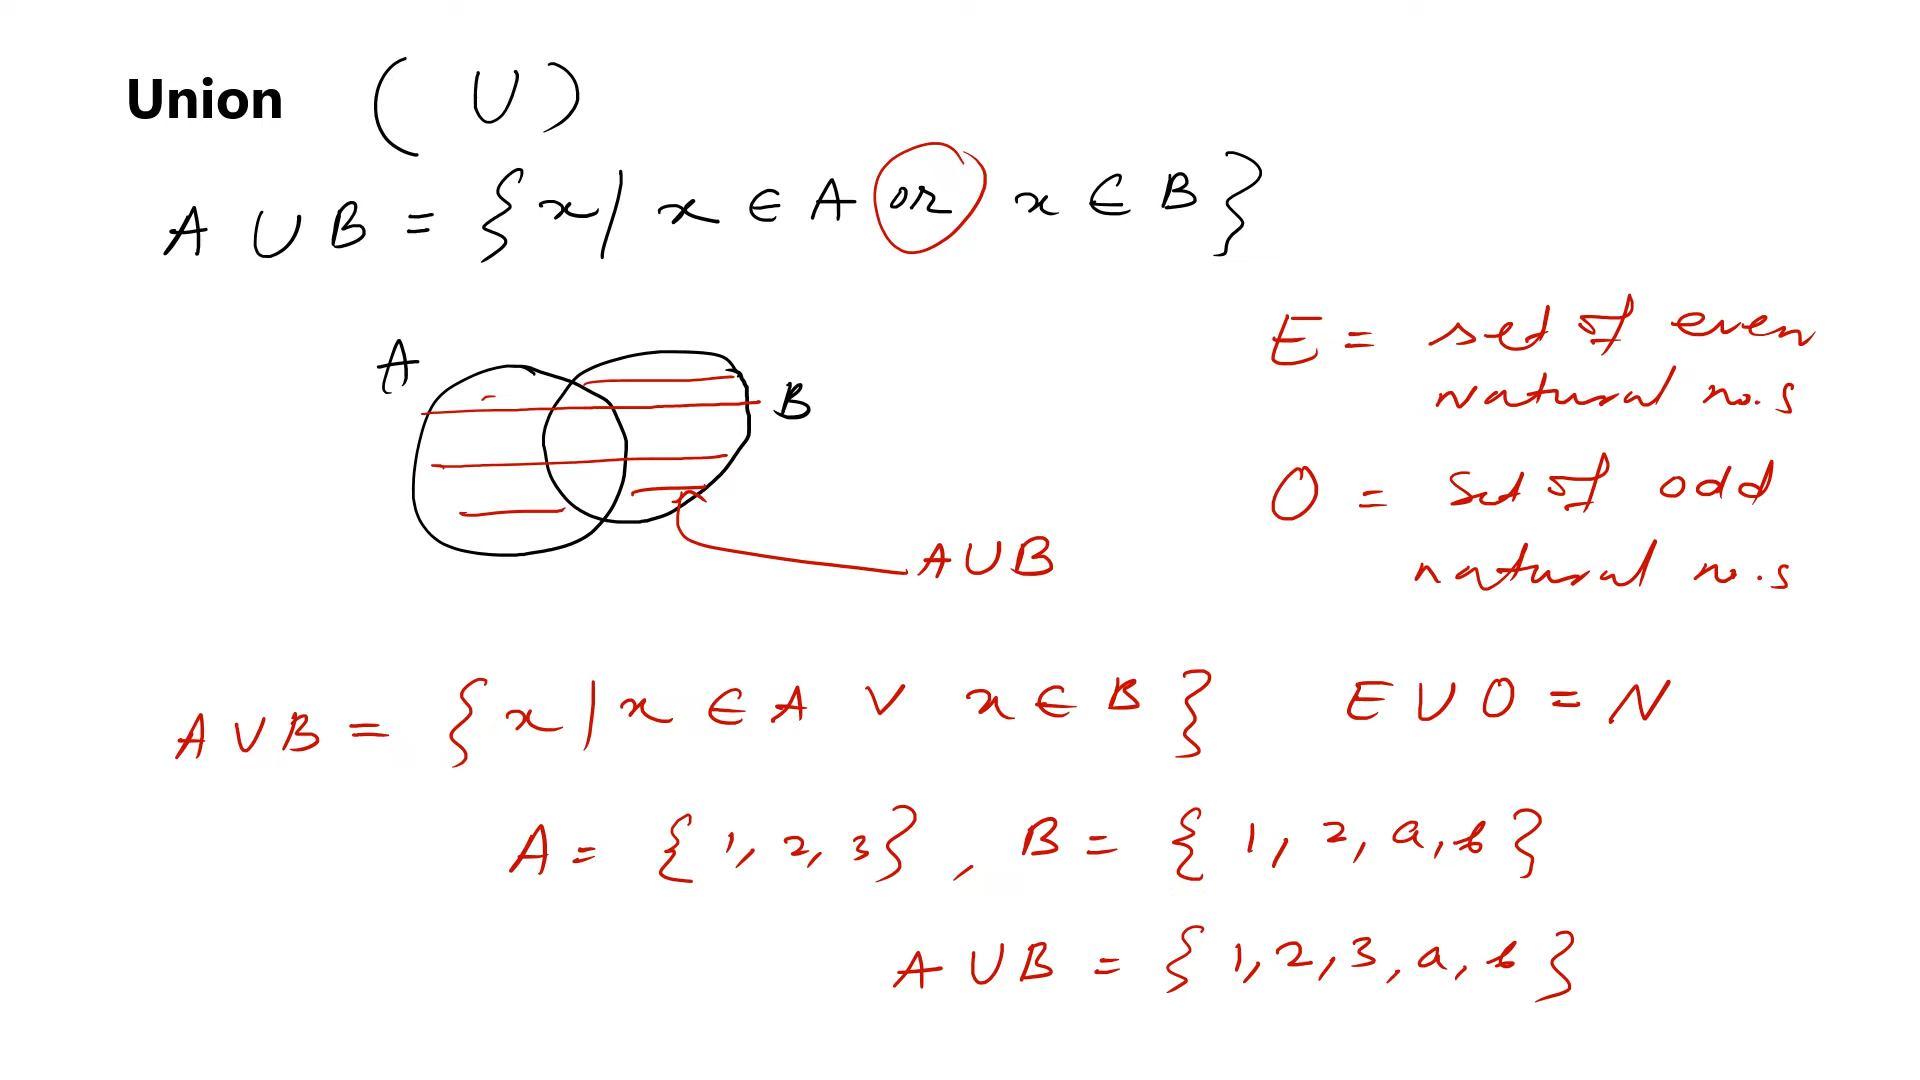 Union ( ∪ )
A ∪ B = { x / x ∈ A or x ∈ B }
A
B
A ∪ B
E = set of even
natural no.s
O = set of odd
natural no.s
A ∪ B = { x / x ∈ A ∨ x ∈ B }
E ∪ O = N
A = { 1, 2, 3 } , B = { 1, 2, a, b }
A ∪ B = { 1, 2, 3, a, b }